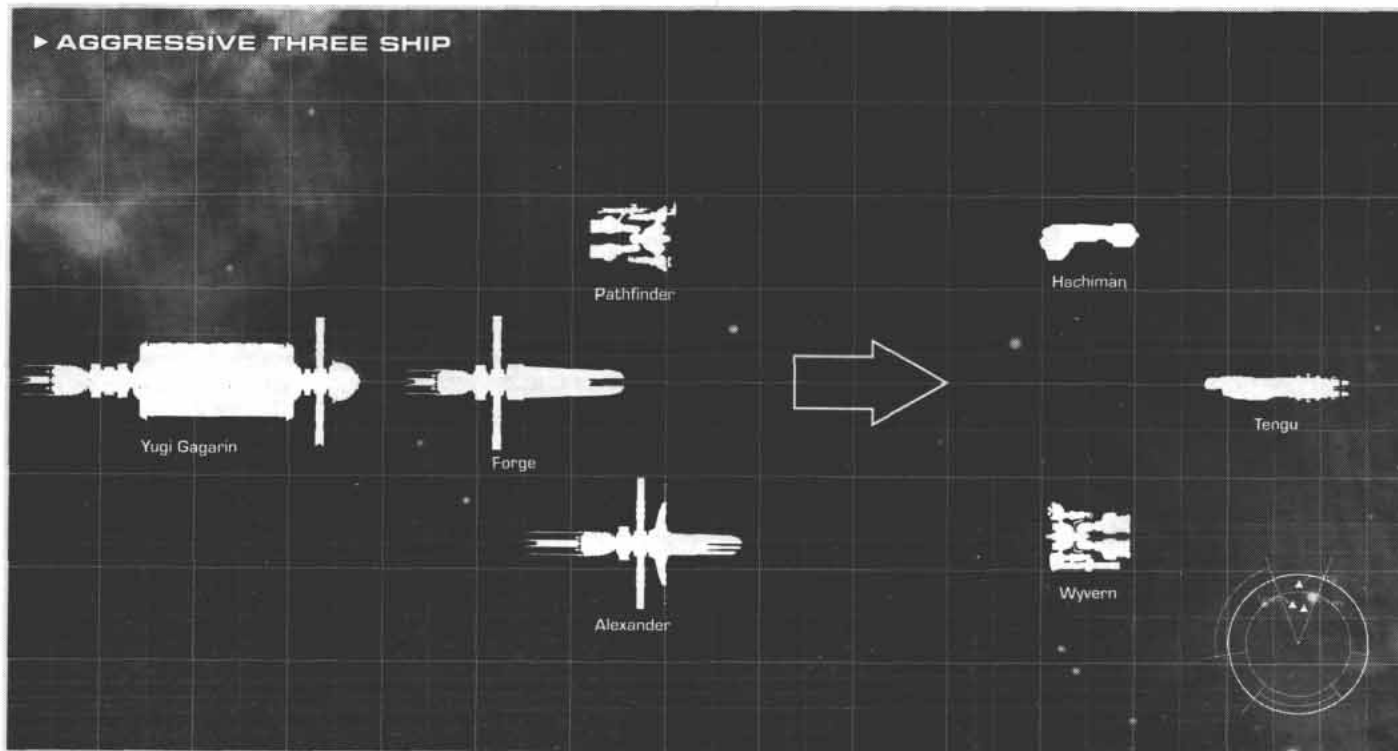 ▶ AGGRESSIVE THREE SHIP
Pathfinder
Hachiman
Yugi Gagarin
Forge
Tengu
Alexander
Wyvern